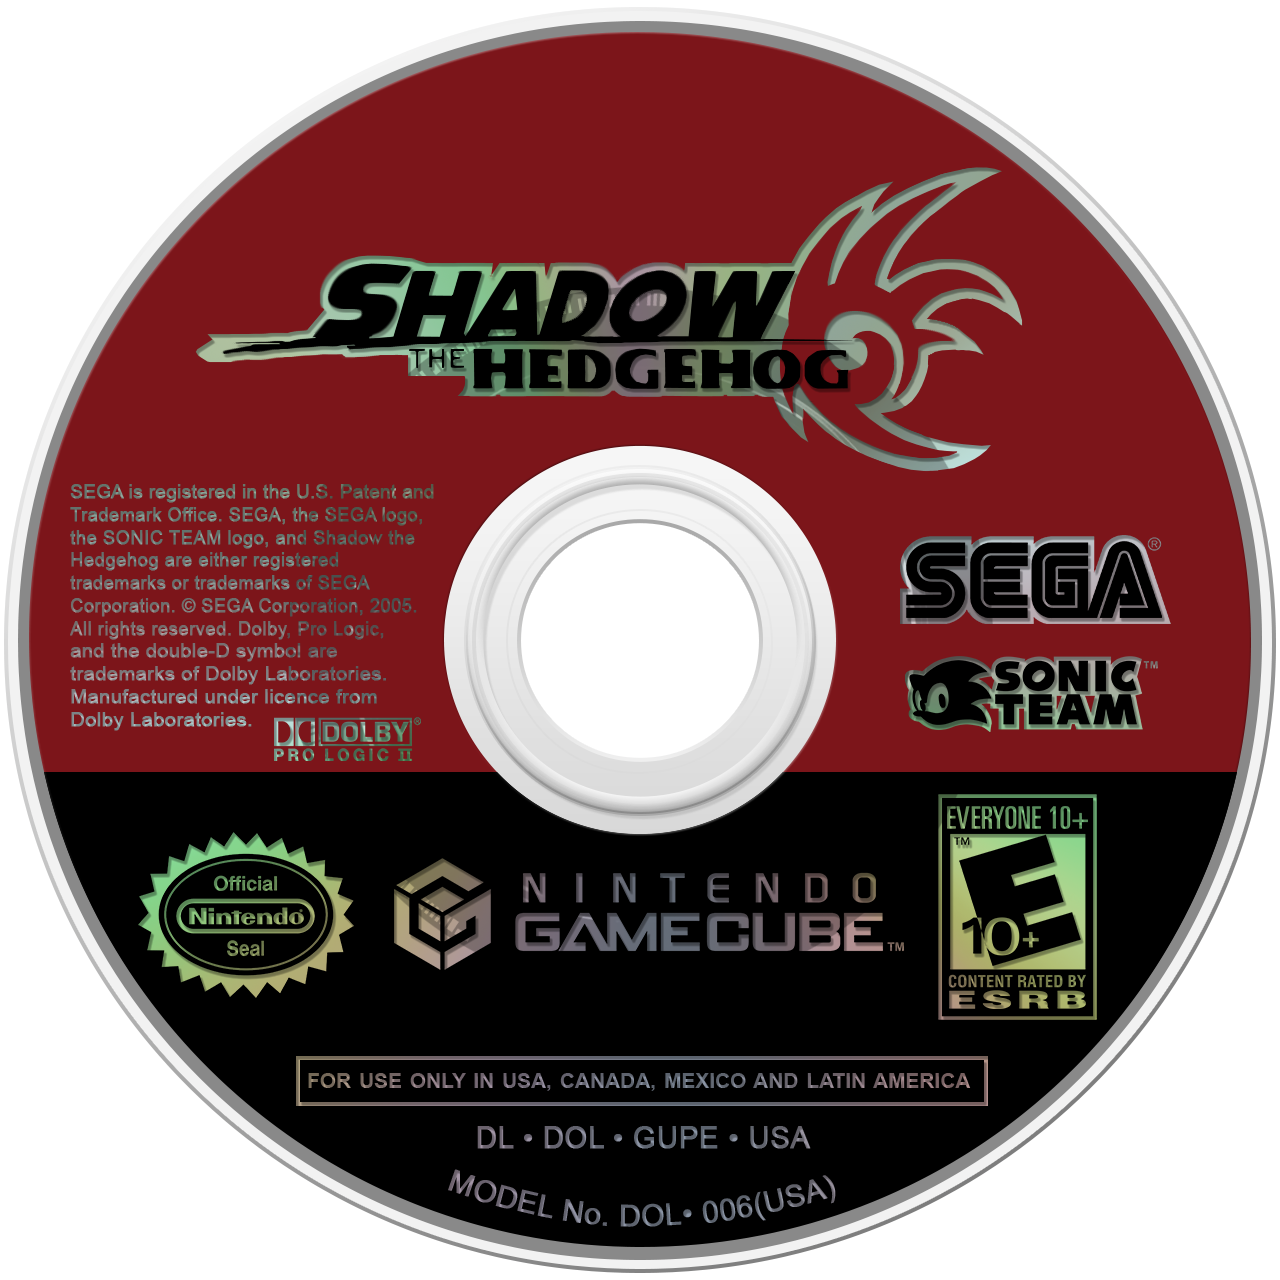 SHADOW
THE HEDGEHOG
SEGA is registered in the U.S. Patent and
Trademark Office. SEGA, the SEGA logo,
the SONIC TEAM logo, and Shadow the
Hedgehog are either registered
trademarks or trademarks of SEGA
Corporation. © SEGA Corporation, 2005.
All rights reserved. Dolby, Pro Logic,
and the double-D symbol are
trademarks of Dolby Laboratories.
Manufactured under licence from
Dolby Laboratories.
DOLBY®
PRO LOGIC II
SEGA®
SONIC
TEAM™
Official
Nintendo®
Seal
NINTENDO
GAMECUBE™
EVERYONE 10+
™
E
10+
CONTENT RATED BY
ESRB
FOR USE ONLY IN USA, CANADA, MEXICO AND LATIN AMERICA
DL • DOL • GUPE • USA
MODEL No. DOL• 006(USA)